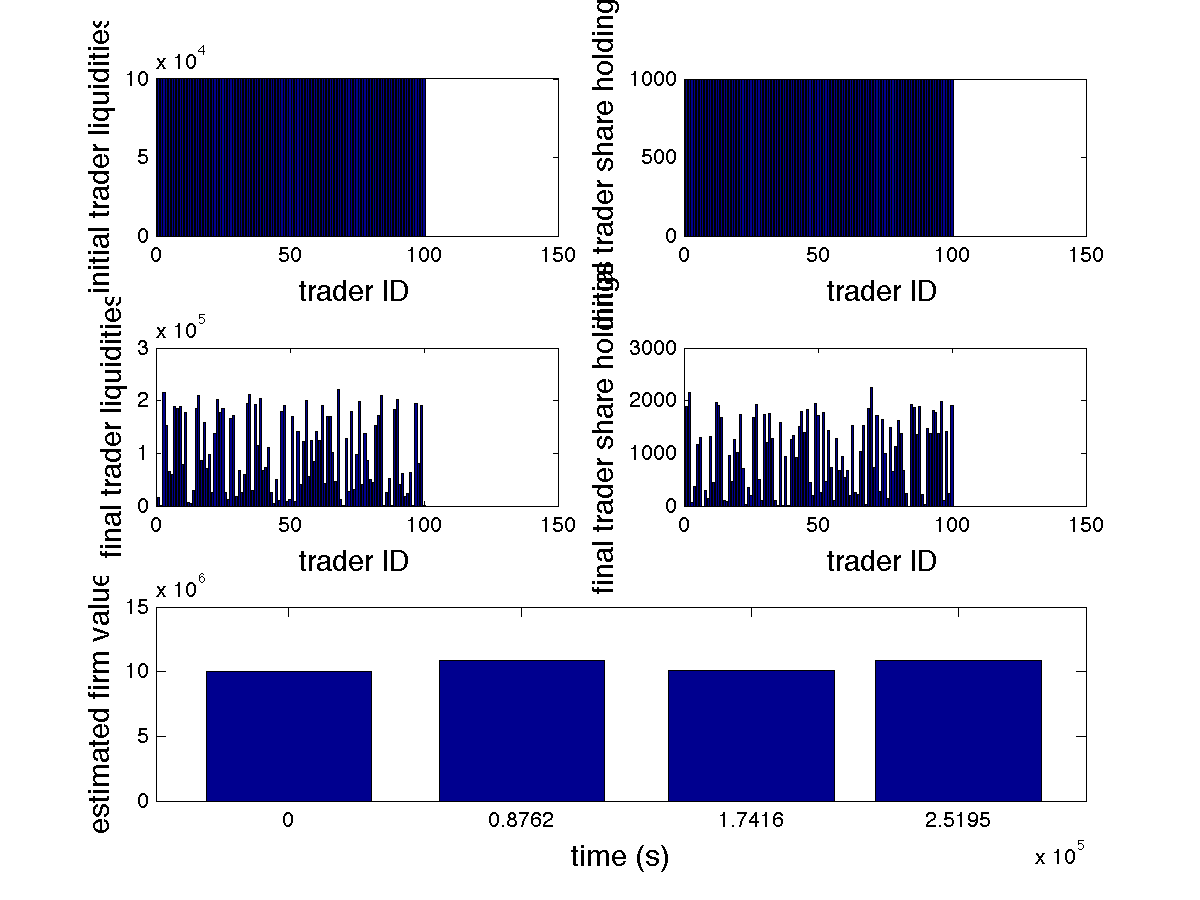 initial trader liquidities
x 10^4
10
5
0
0 50 100 150
trader ID
trader share holding
1000
500
0
0 50 100 150
trader ID
final trader liquidities
x 10^5
3
2
1
0
0 50 100 150
trader ID
final trader share holdings
3000
2000
1000
0
0 50 100 150
trader ID
estimated firm value
x 10^6
15
10
5
0
0 0.8762 1.7416 2.5195
x 10^5
time (s)